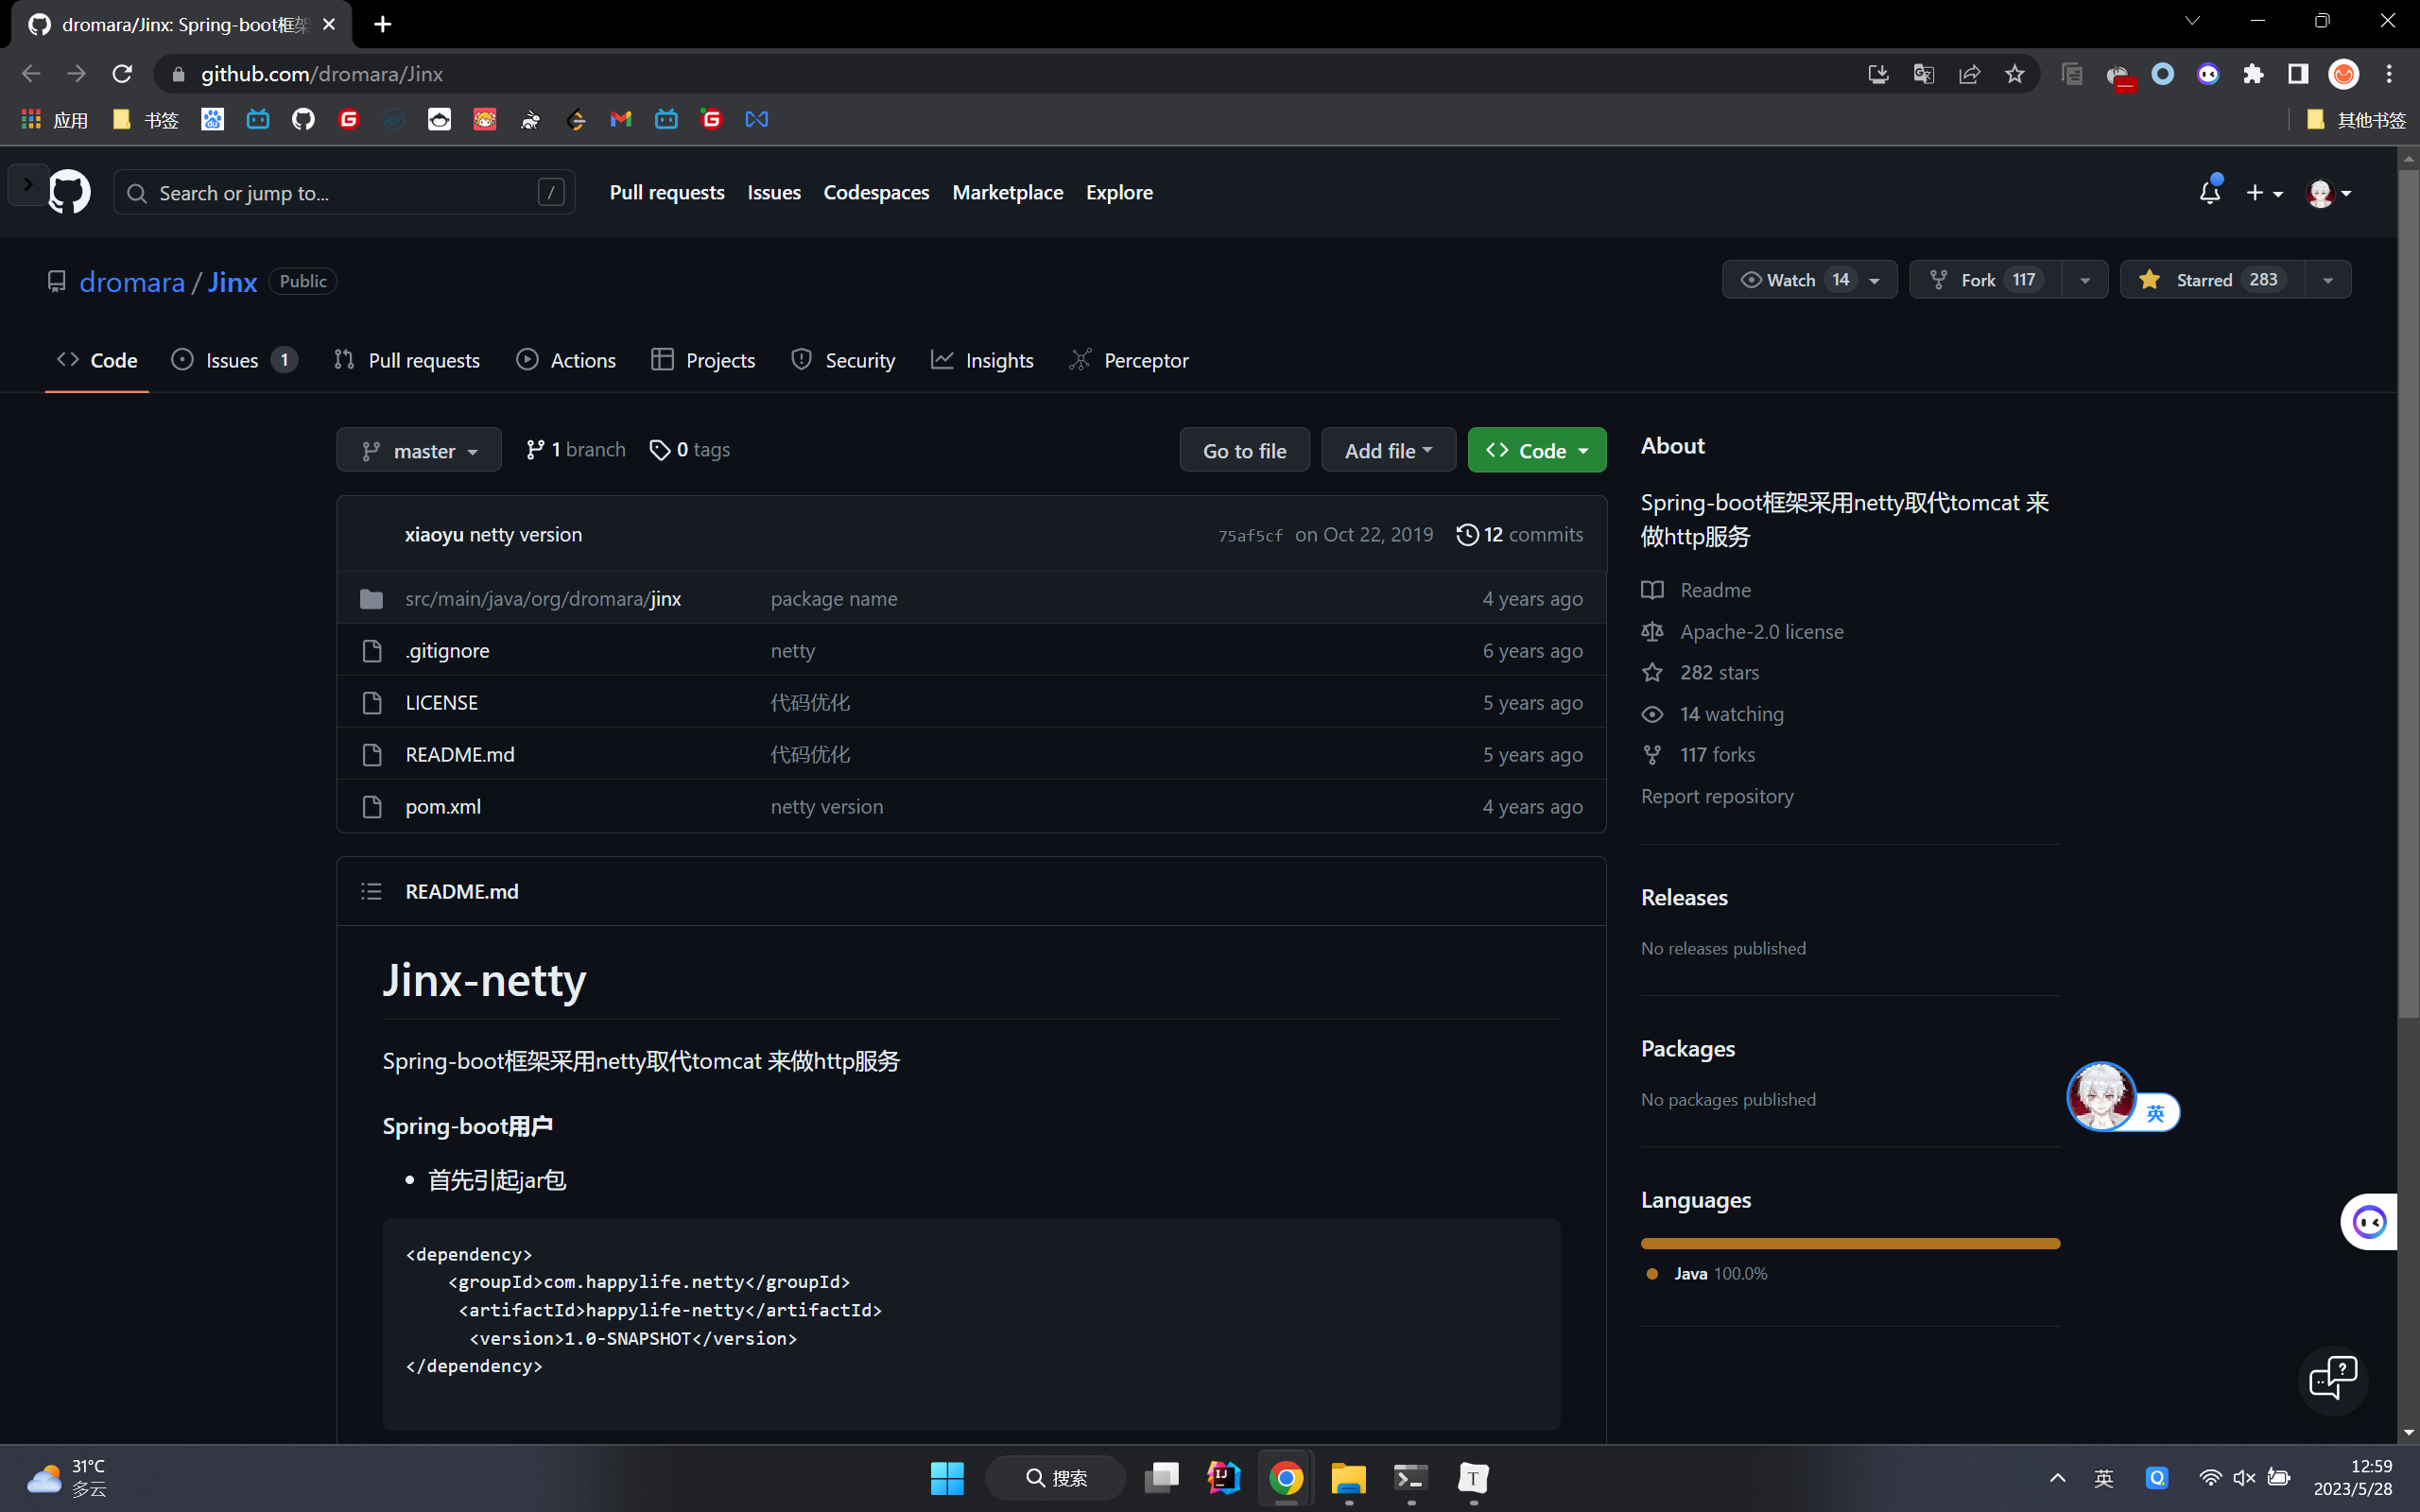 dromara/Jinx: Spring-boot框架
github.com/dromara/Jinx
应用
书签
其他书签
Search or jump to...
/
Pull requests
Issues
Codespaces
Marketplace
Explore
dromara / Jinx
Public
Watch 14
Fork 117
Starred 283
Code
Issues 1
Pull requests
Actions
Projects
Security
Insights
Perceptor
master
1 branch
0 tags
Go to file
Add file
Code
xiaoyu netty version
75af5cf on Oct 22, 2019
12 commits
src/main/java/org/dromara/jinx
package name
4 years ago
.gitignore
netty
6 years ago
LICENSE
代码优化
5 years ago
README.md
代码优化
5 years ago
pom.xml
netty version
4 years ago
README.md
Jinx-netty
Spring-boot框架采用netty取代tomcat 来做http服务
Spring-boot用户
首先引起jar包
<dependency>
<groupId>com.happylife.netty</groupId>
<artifactId>happylife-netty</artifactId>
<version>1.0-SNAPSHOT</version>
</dependency>
About
Spring-boot框架采用netty取代tomcat 来
做http服务
Readme
Apache-2.0 license
282 stars
14 watching
117 forks
Report repository
Releases
No releases published
Packages
No packages published
英
Languages
Java 100.0%
31°C
多云
搜索
英
12:59
2023/5/28